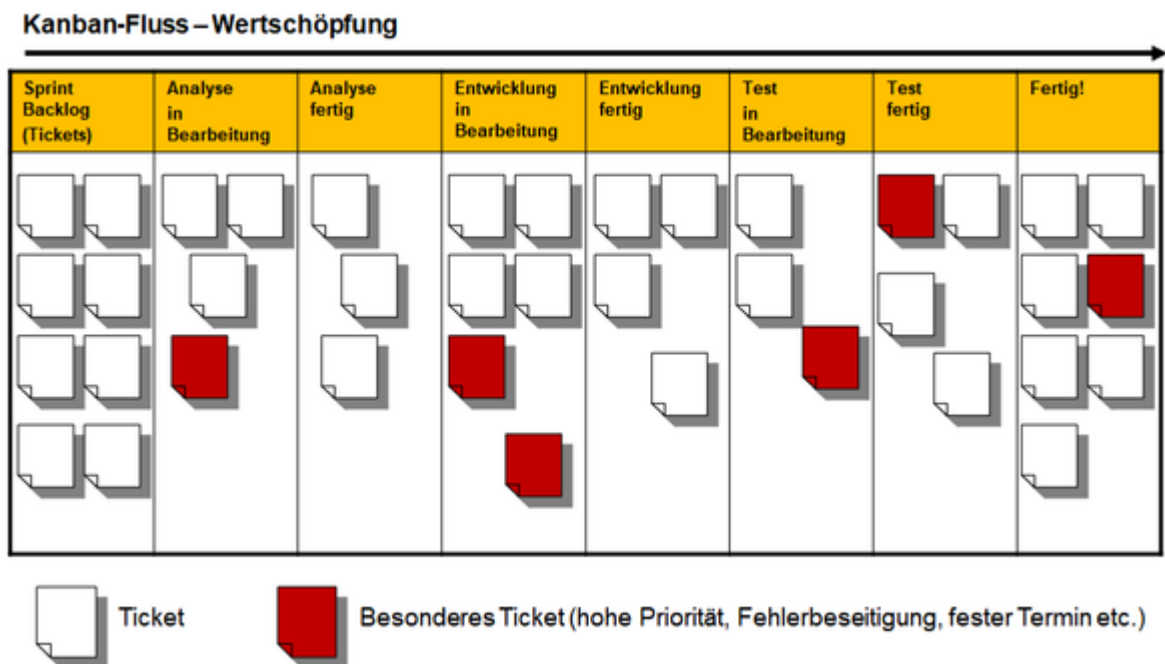 Kanban-Fluss – Wertschöpfung
Sprint
Backlog
(Tickets)
Analyse
in
Bearbeitung
Analyse
fertig
Entwicklung
in
Bearbeitung
Entwicklung
fertig
Test
in
Bearbeitung
Test
fertig
Fertig!
Ticket
Besonderes Ticket (hohe Priorität, Fehlerbeseitigung, fester Termin etc.)